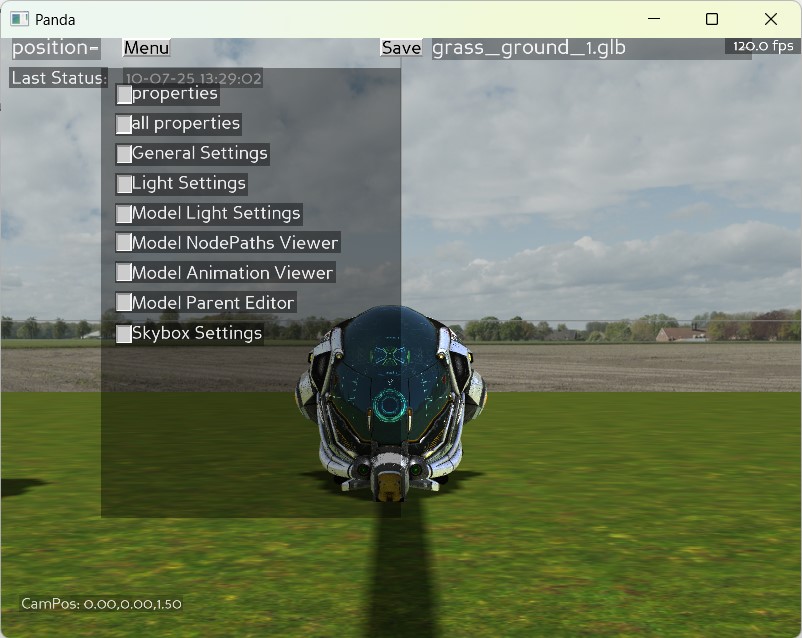 Panda
position- Menu Save grass_ground_1.glb 120.0 fps
Last Status: 10-07-25,13:29:02
properties
all properties
General Settings
Light Settings
Model Light Settings
Model NodePaths Viewer
Model Animation Viewer
Model Parent Editor
Skybox Settings
CamPos: 0.00,0.00,1.50